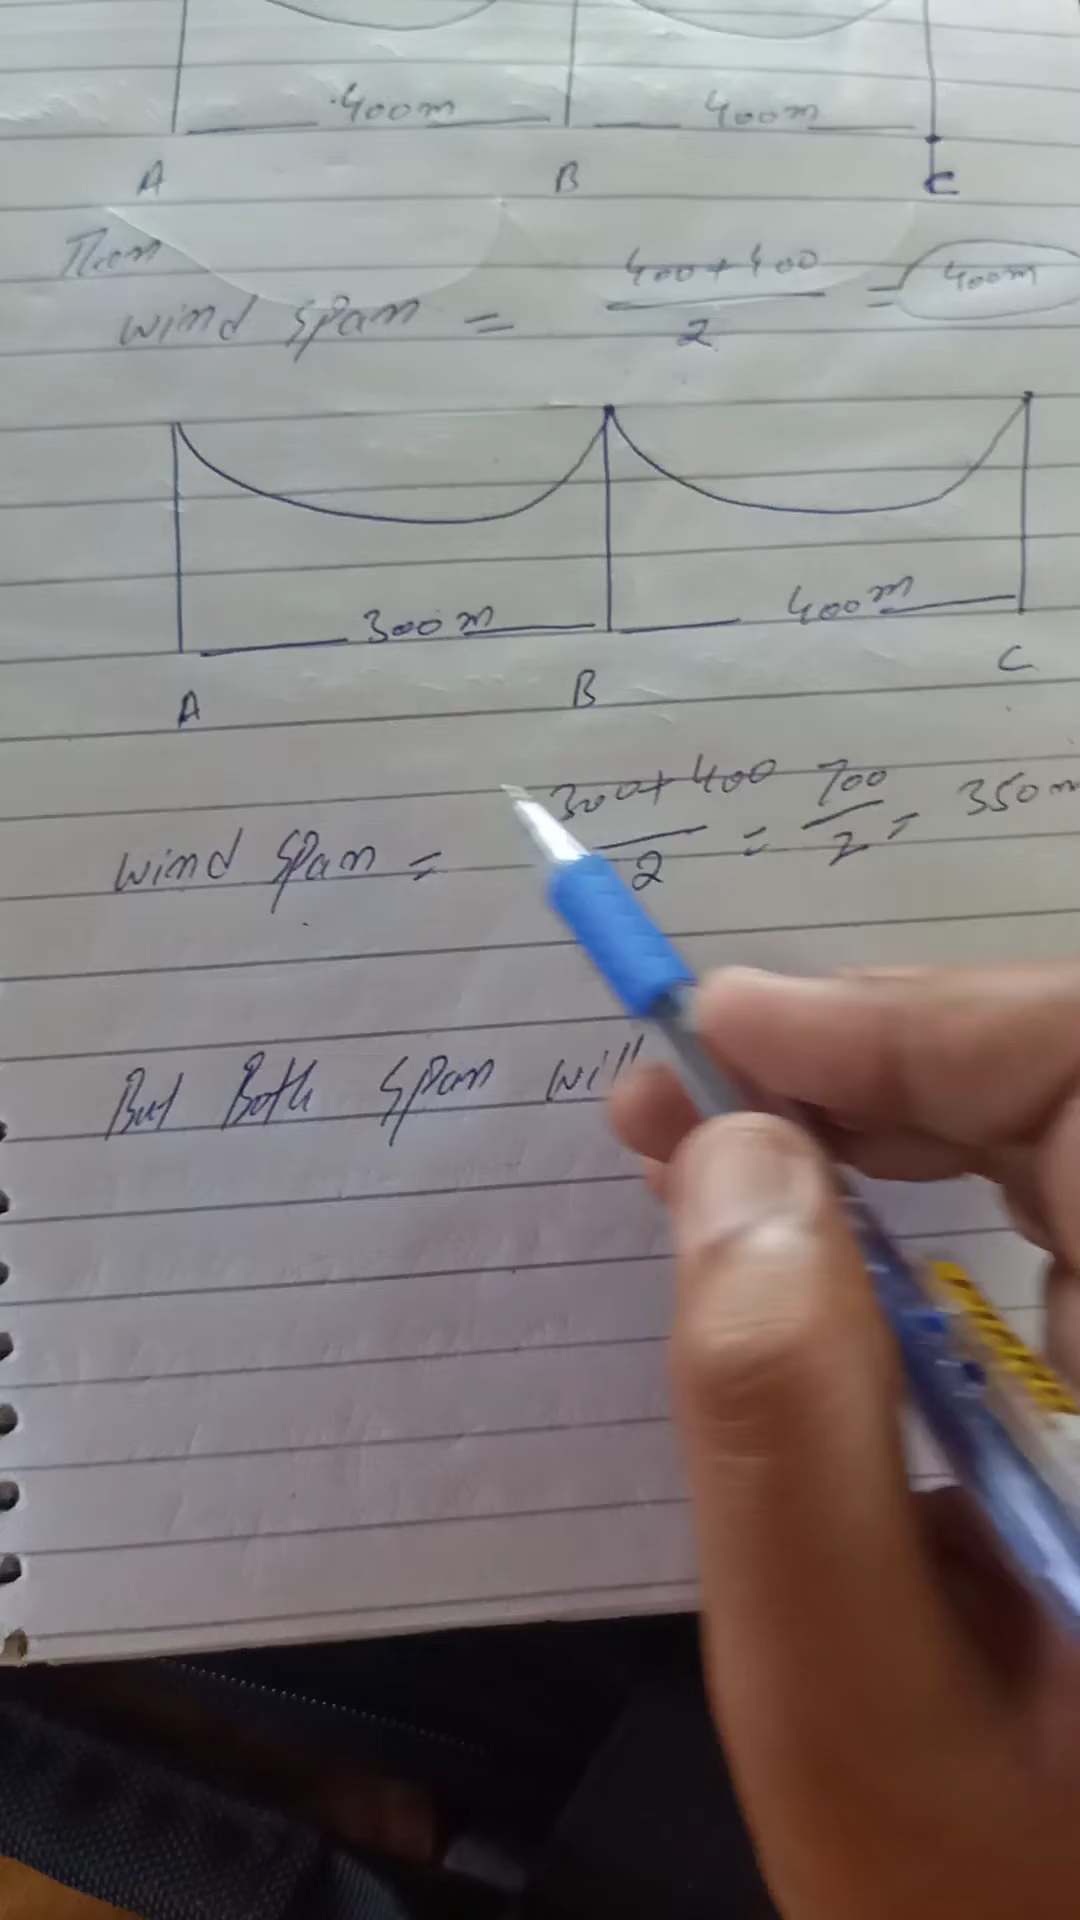 400m 400m
A B C
Then
wind span = 400+400 / 2 = 400m
300m 400m
A B C
wind span = 300+400 / 2 = 700 / 2 = 350m
But Both span will